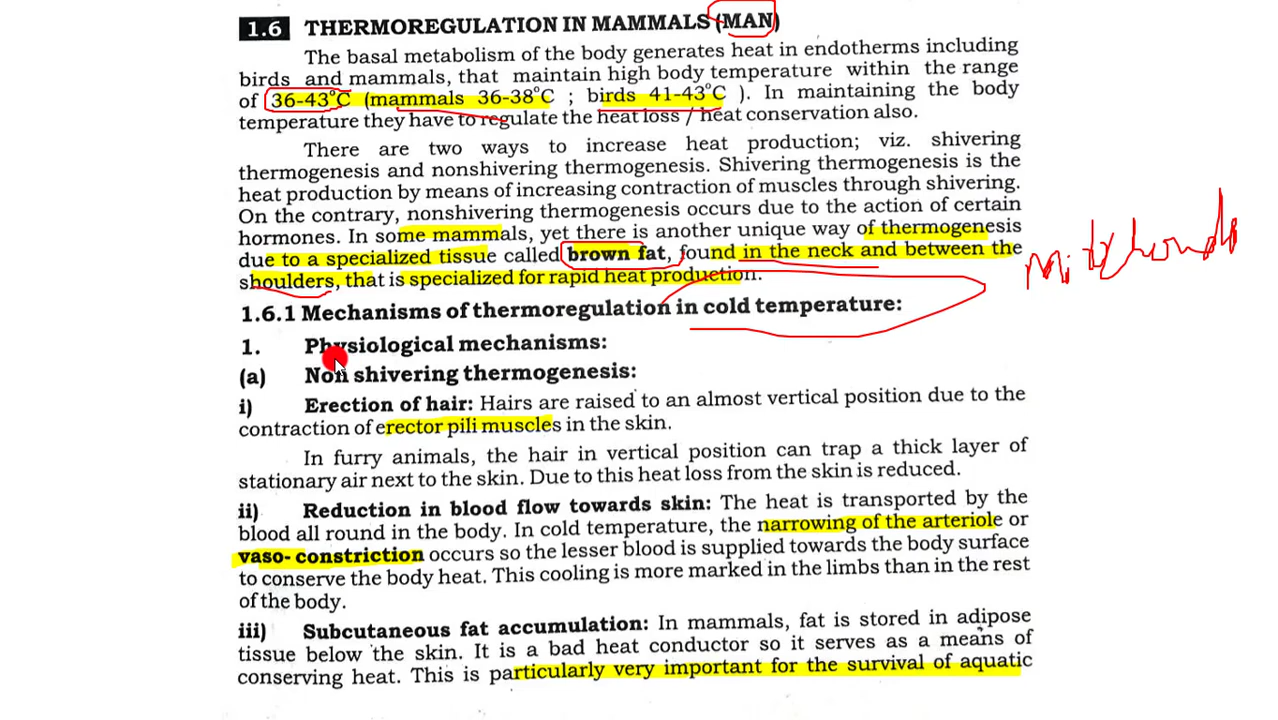 1.6 THERMOREGULATION IN MAMMALS (MAN)
The basal metabolism of the body generates heat in endotherms including
birds and mammals, that maintain high body temperature within the range
of 36-43°C (mammals 36-38°C ; birds 41-43°C ). In maintaining the body
temperature they have to regulate the heat loss / heat conservation also.
There are two ways to increase heat production; viz. shivering
thermogenesis and nonshivering thermogenesis. Shivering thermogenesis is the
heat production by means of increasing contraction of muscles through shivering.
On the contrary, nonshivering thermogenesis occurs due to the action of certain
hormones. In some mammals, yet there is another unique way of thermogenesis
due to a specialized tissue called brown fat, found in the neck and between the
shoulders, that is specialized for rapid heat production.
1.6.1 Mechanisms of thermoregulation in cold temperature:
1. Physiological mechanisms:
(a) Non shivering thermogenesis:
i) Erection of hair: Hairs are raised to an almost vertical position due to the
contraction of erector pili muscles in the skin.
In furry animals, the hair in vertical position can trap a thick layer of
stationary air next to the skin. Due to this heat loss from the skin is reduced.
ii) Reduction in blood flow towards skin: The heat is transported by the
blood all round in the body. In cold temperature, the narrowing of the arteriole or
vaso- constriction occurs so the lesser blood is supplied towards the body surface
to conserve the body heat. This cooling is more marked in the limbs than in the rest
of the body.
iii) Subcutaneous fat accumulation: In mammals, fat is stored in adipose
tissue below the skin. It is a bad heat conductor so it serves as a means of
conserving heat. This is particularly very important for the survival of aquatic